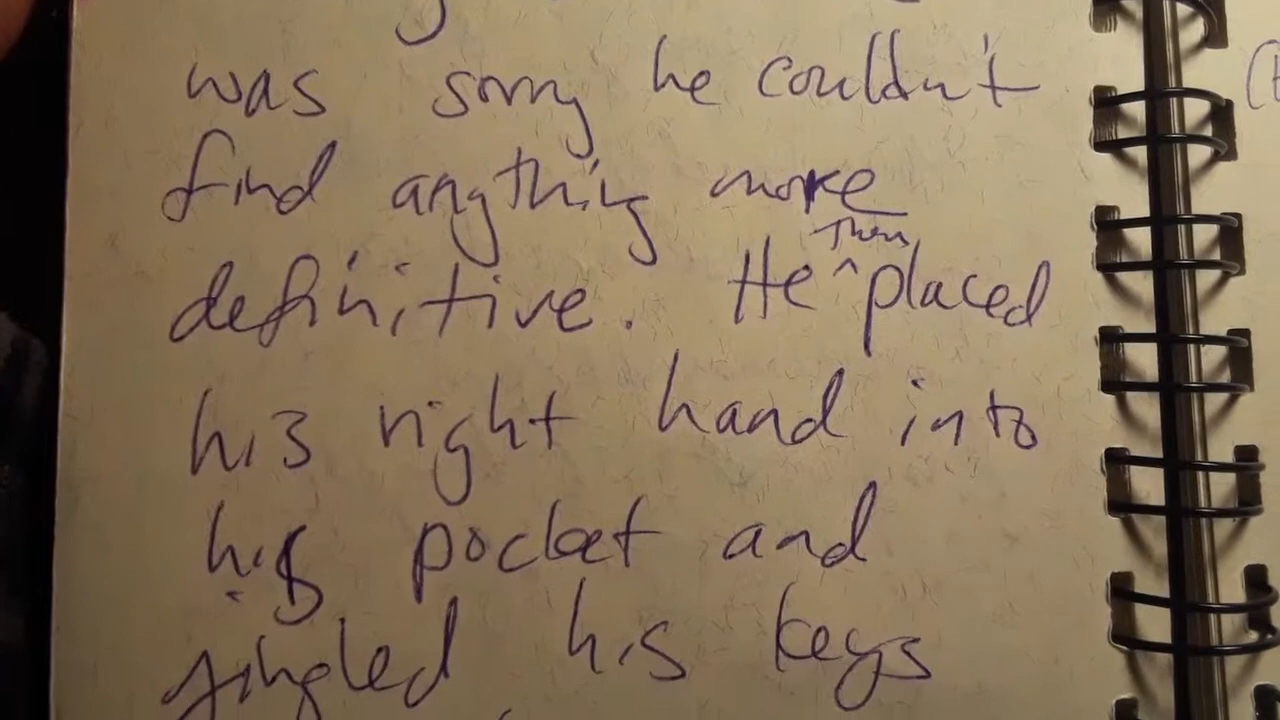 was sorry he couldn't
find anything more
then
definitive. He ^ placed
his right hand into
his pocket and
jingled his keys